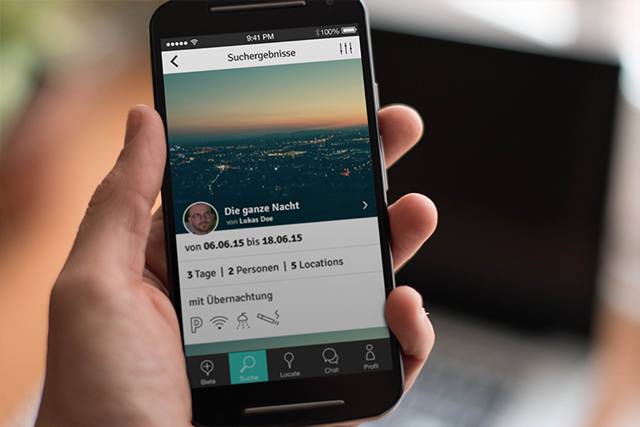 9:41 PM
100%
Suchergebnisse
Die ganze Nacht
von Lukas Doe
von 06.06.15 bis 18.06.15
3 Tage | 2 Personen | 5 Locations
mit Übernachtung
P
Biete Suche Locate Chat Profil